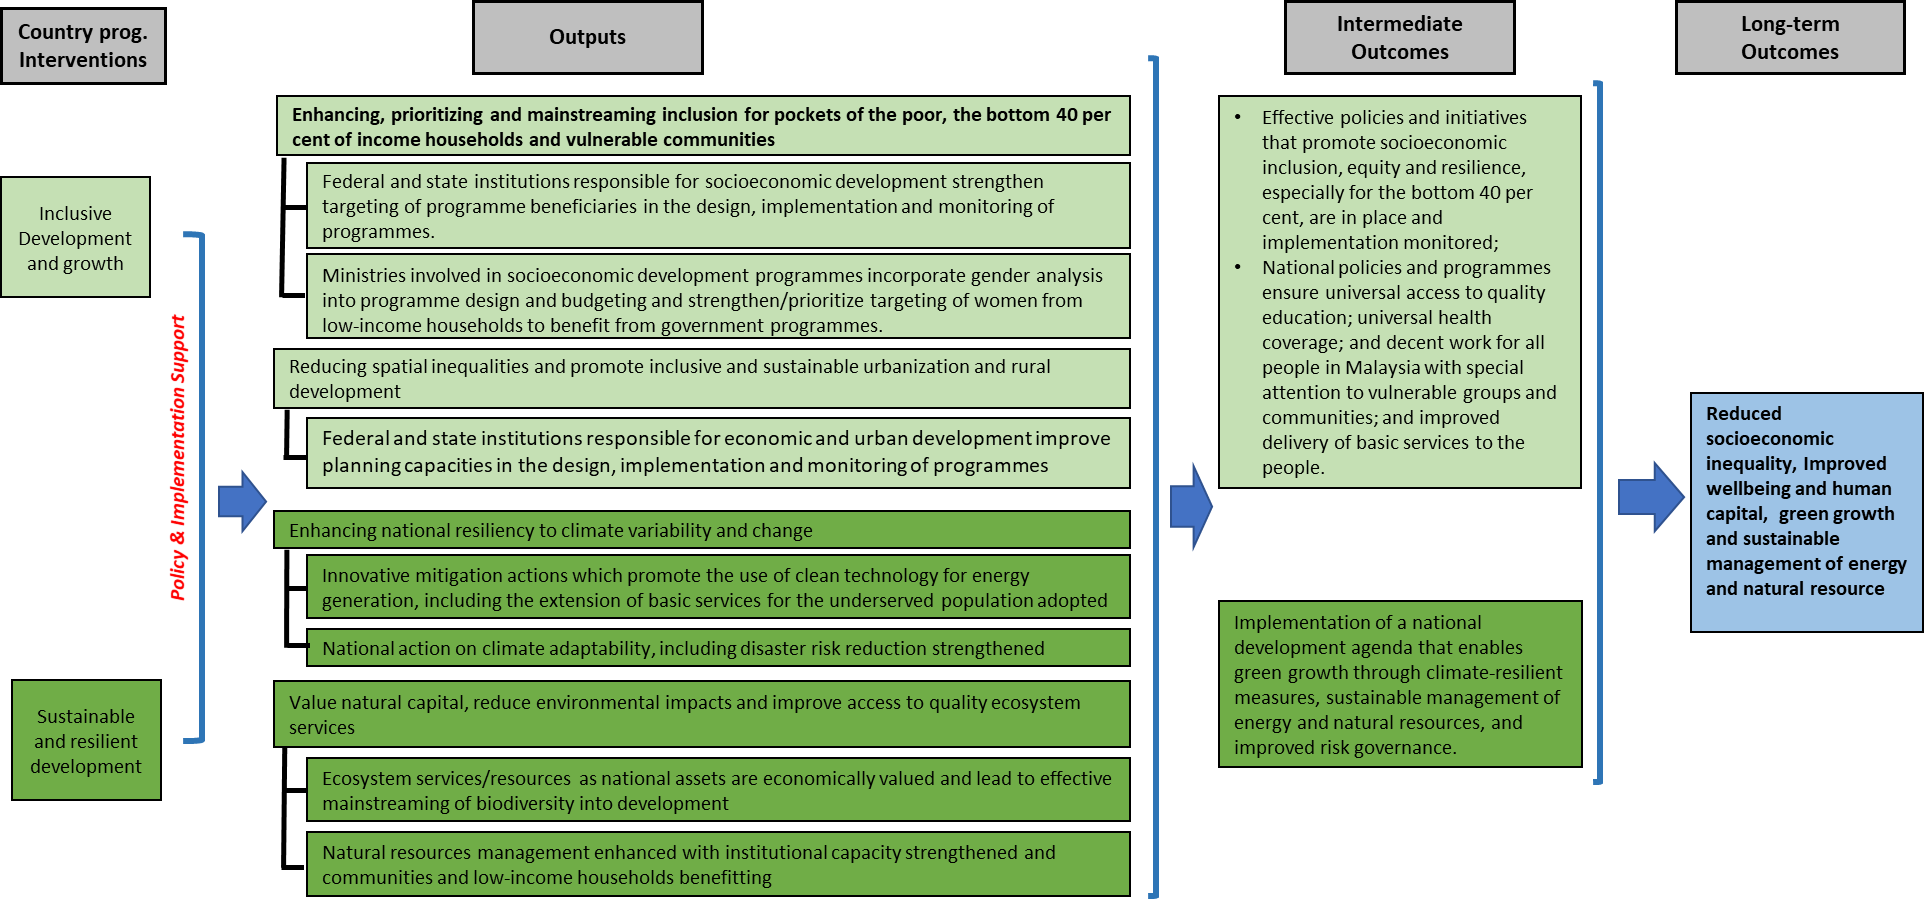 Country prog.
Interventions
Outputs
Intermediate
Outcomes
Long-term
Outcomes
Inclusive
Development
and growth
Sustainable
and resilient
development
Policy & Implementation Support
Enhancing, prioritizing and mainstreaming inclusion for pockets of the poor, the bottom 40 per
cent of income households and vulnerable communities
Federal and state institutions responsible for socioeconomic development strengthen
targeting of programme beneficiaries in the design, implementation and monitoring of
programmes.
Ministries involved in socioeconomic development programmes incorporate gender analysis
into programme design and budgeting and strengthen/prioritize targeting of women from
low-income households to benefit from government programmes.
Reducing spatial inequalities and promote inclusive and sustainable urbanization and rural
development
Federal and state institutions responsible for economic and urban development improve
planning capacities in the design, implementation and monitoring of programmes
Enhancing national resiliency to climate variability and change
Innovative mitigation actions which promote the use of clean technology for energy
generation, including the extension of basic services for the underserved population adopted
National action on climate adaptability, including disaster risk reduction strengthened
Value natural capital, reduce environmental impacts and improve access to quality ecosystem
services
Ecosystem services/resources as national assets are economically valued and lead to effective
mainstreaming of biodiversity into development
Natural resources management enhanced with institutional capacity strengthened and
communities and low-income households benefitting
• Effective policies and initiatives
that promote socioeconomic
inclusion, equity and resilience,
especially for the bottom 40 per
cent, are in place and
implementation monitored;
• National policies and programmes
ensure universal access to quality
education; universal health
coverage; and decent work for all
people in Malaysia with special
attention to vulnerable groups and
communities; and improved
delivery of basic services to the
people.
Implementation of a national
development agenda that enables
green growth through climate-resilient
measures, sustainable management of
energy and natural resources, and
improved risk governance.
Reduced
socioeconomic
inequality, Improved
wellbeing and human
capital, green growth
and sustainable
management of energy
and natural resource